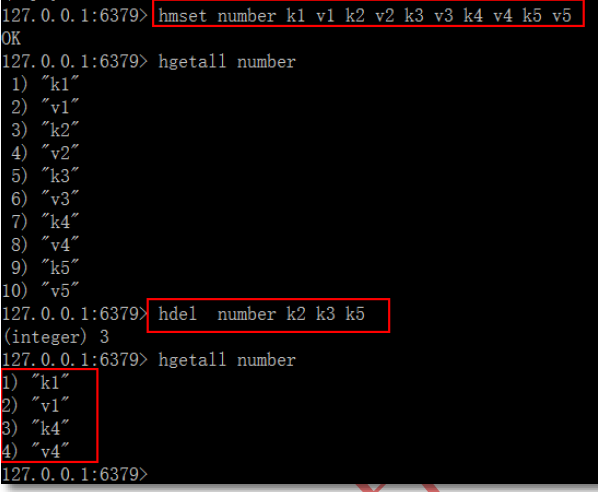 127.0.0.1:6379> hmset number k1 v1 k2 v2 k3 v3 k4 v4 k5 v5
OK
127.0.0.1:6379> hgetall number
1) "k1"
2) "v1"
3) "k2"
4) "v2"
5) "k3"
6) "v3"
7) "k4"
8) "v4"
9) "k5"
10) "v5"
127.0.0.1:6379> hdel  number k2 k3 k5
(integer) 3
127.0.0.1:6379> hgetall number
1) "k1"
2) "v1"
3) "k4"
4) "v4"
127.0.0.1:6379>